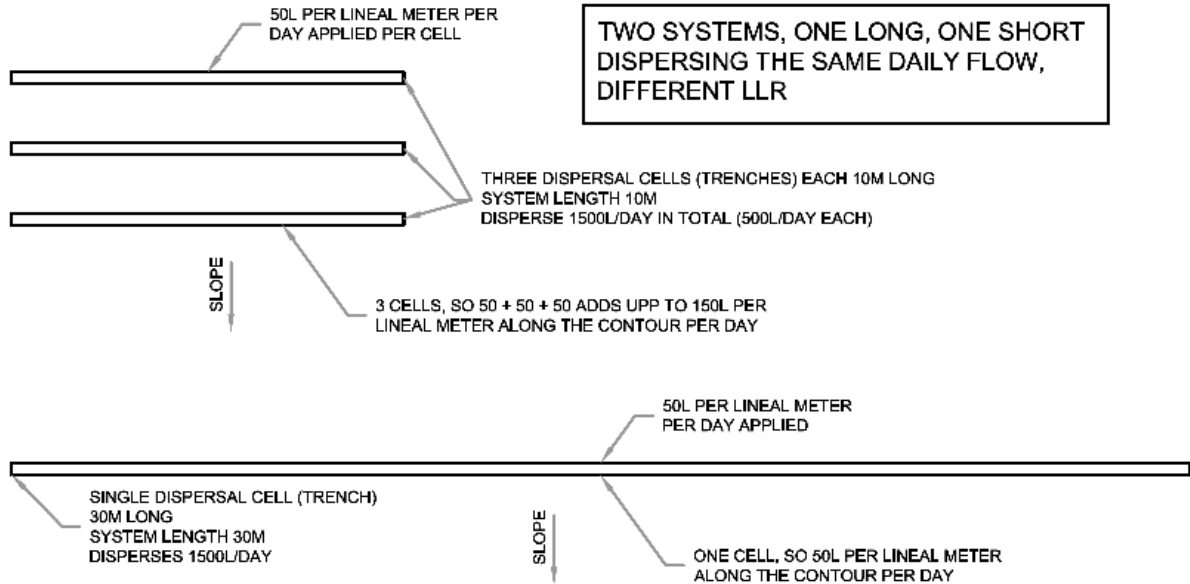 50L PER LINEAL METER PER
DAY APPLIED PER CELL
TWO SYSTEMS, ONE LONG, ONE SHORT
DISPERSING THE SAME DAILY FLOW,
DIFFERENT LLR
THREE DISPERSAL CELLS (TRENCHES) EACH 10M LONG
SYSTEM LENGTH 10M
DISPERSE 1500L/DAY IN TOTAL (500L/DAY EACH)
SLOPE
3 CELLS, SO 50 + 50 + 50 ADDS UPP TO 150L PER
LINEAL METER ALONG THE CONTOUR PER DAY
50L PER LINEAL METER
PER DAY APPLIED
SINGLE DISPERSAL CELL (TRENCH)
30M LONG
SYSTEM LENGTH 30M
DISPERSES 1500L/DAY
SLOPE
ONE CELL, SO 50L PER LINEAL METER
ALONG THE CONTOUR PER DAY